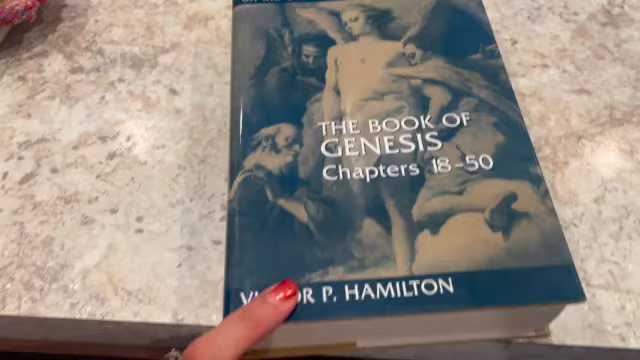 THE BOOK OF
GENESIS
Chapters 18-50
P. HAMILTON